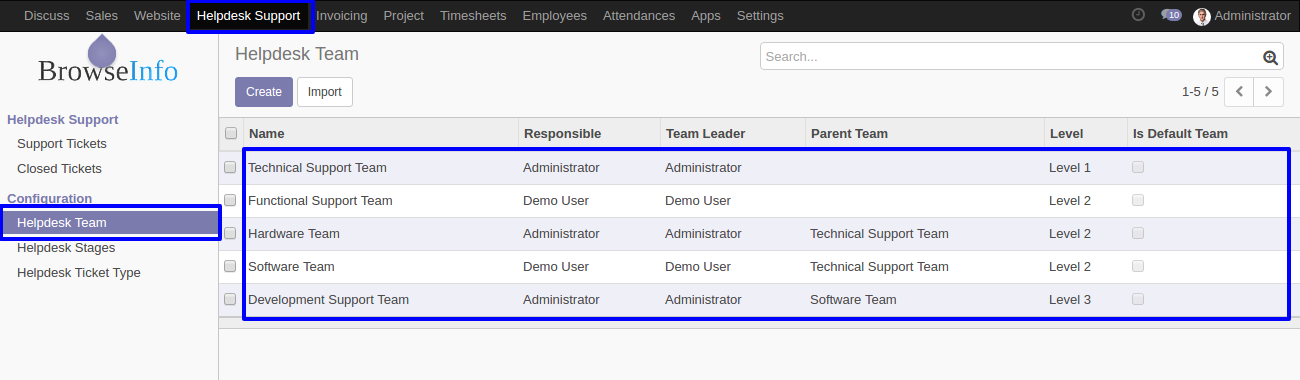 Discuss Sales Website Helpdesk Support Invoicing Project Timesheets Employees Attendances Apps Settings 10 Administrator
BrowseInfo
Helpdesk Support
Support Tickets
Closed Tickets
Configuration
Helpdesk Team
Helpdesk Stages
Helpdesk Ticket Type
Helpdesk Team
Search...
Create Import 1-5 / 5
Name Responsible Team Leader Parent Team Level Is Default Team
Technical Support Team Administrator Administrator Level 1
Functional Support Team Demo User Demo User Level 2
Hardware Team Administrator Administrator Technical Support Team Level 2
Software Team Demo User Demo User Technical Support Team Level 2
Development Support Team Administrator Administrator Software Team Level 3